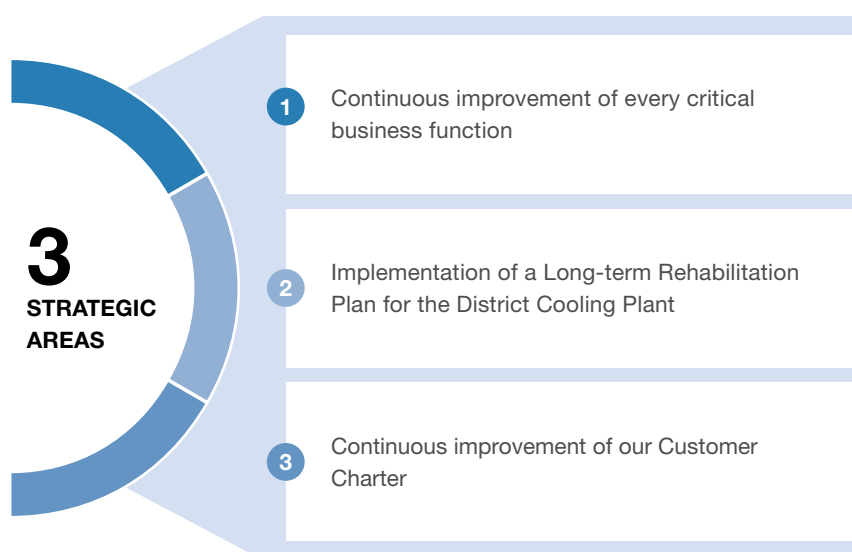 3
STRATEGIC
AREAS
1
Continuous improvement of every critical
business function
2
Implementation of a Long-term Rehabilitation
Plan for the District Cooling Plant
3
Continuous improvement of our Customer
Charter